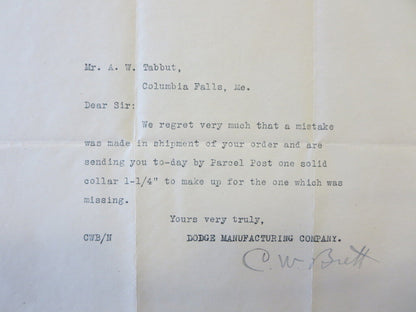 Mr. A. W. Tabbut,
Columbia Falls, Me.
Dear Sir:
We regret very much that a mistake
was made in shipment of your order and are
sending you to-day by Parcel Post one solid
collar 1-1/4" to make up for the one which was
missing.
Yours very truly,
CWB/N DODGE MANUFACTURING COMPANY.
C. W. Brett